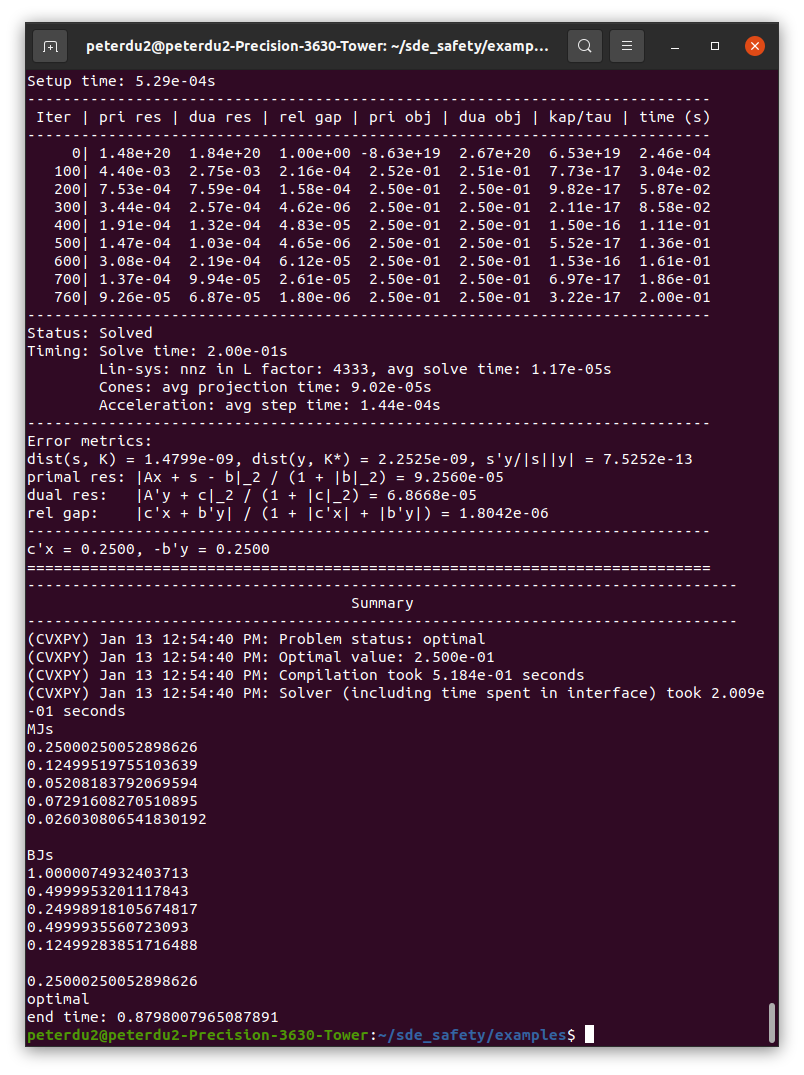 peterdu2@peterdu2-Precision-3630-Tower: ~/sde_safety/examp...
Setup time: 5.29e-04s
----------------------------------------------------------------------------
 Iter | pri res | dua res | rel gap | pri obj | dua obj | kap/tau | time (s)
----------------------------------------------------------------------------
     0| 1.48e+20  1.84e+20  1.00e+00 -8.63e+19  2.67e+20  6.53e+19  2.46e-04
   100| 4.40e-03  2.75e-03  2.16e-04  2.52e-01  2.51e-01  7.73e-17  3.04e-02
   200| 7.53e-04  7.59e-04  1.58e-04  2.50e-01  2.50e-01  9.82e-17  5.87e-02
   300| 3.44e-04  2.57e-04  4.62e-06  2.50e-01  2.50e-01  2.11e-17  8.58e-02
   400| 1.91e-04  1.32e-04  4.83e-05  2.50e-01  2.50e-01  1.50e-16  1.11e-01
   500| 1.47e-04  1.03e-04  4.65e-06  2.50e-01  2.50e-01  5.52e-17  1.36e-01
   600| 3.08e-04  2.19e-04  6.12e-05  2.50e-01  2.50e-01  1.53e-16  1.61e-01
   700| 1.37e-04  9.94e-05  2.61e-05  2.50e-01  2.50e-01  6.97e-17  1.86e-01
   760| 9.26e-05  6.87e-05  1.80e-06  2.50e-01  2.50e-01  3.22e-17  2.00e-01
----------------------------------------------------------------------------
Status: Solved
Timing: Solve time: 2.00e-01s
        Lin-sys: nnz in L factor: 4333, avg solve time: 1.17e-05s
        Cones: avg projection time: 9.02e-05s
        Acceleration: avg step time: 1.44e-04s
----------------------------------------------------------------------------
Error metrics:
dist(s, K) = 1.4799e-09, dist(y, K*) = 2.2525e-09, s'y/|s||y| = 7.5252e-13
primal res: |Ax + s - b|_2 / (1 + |b|_2) = 9.2560e-05
dual res:   |A'y + c|_2 / (1 + |c|_2) = 6.8668e-05
rel gap:    |c'x + b'y| / (1 + |c'x| + |b'y|) = 1.8042e-06
----------------------------------------------------------------------------
c'x = 0.2500, -b'y = 0.2500
============================================================================
-------------------------------------------------------------------------------
                                    Summary
-------------------------------------------------------------------------------
(CVXPY) Jan 13 12:54:40 PM: Problem status: optimal
(CVXPY) Jan 13 12:54:40 PM: Optimal value: 2.500e-01
(CVXPY) Jan 13 12:54:40 PM: Compilation took 5.184e-01 seconds
(CVXPY) Jan 13 12:54:40 PM: Solver (including time spent in interface) took 2.009e
-01 seconds
MJs
0.25000250052898626
0.12499519755103639
0.05208183792069594
0.07291608270510895
0.026030806541830192

BJs
1.0000074932403713
0.4999953201117843
0.24998918105674817
0.4999935560723093
0.12499283851716488

0.25000250052898626
optimal
end time: 0.8798007965087891
peterdu2@peterdu2-Precision-3630-Tower:~/sde_safety/examples$